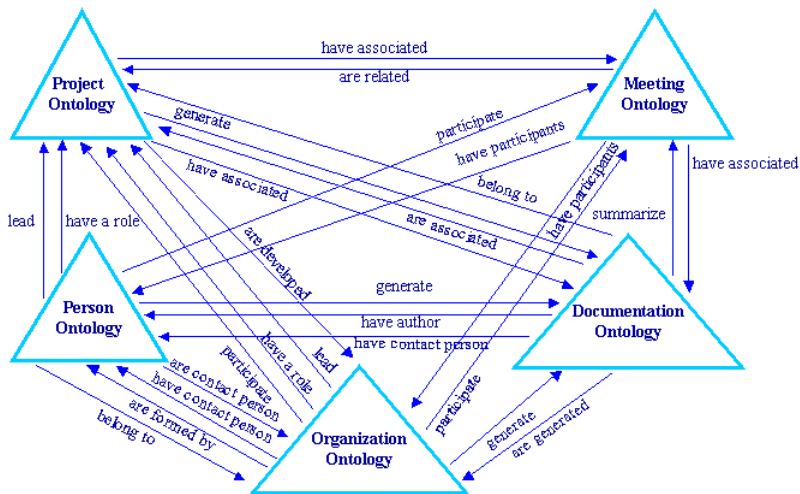 have associated
are related
Project
Ontology
Meeting
Ontology
generate
participate
have participants
have associated
have associated
have participants
belong to
are associated
summarize
lead
have a role
are developed
Person
Ontology
generate
have author
have contact person
Documentation
Ontology
lead
have a role
participate
are contact person
have contact person
are formed by
belong to
participate
generate
are generated
Organization
Ontology